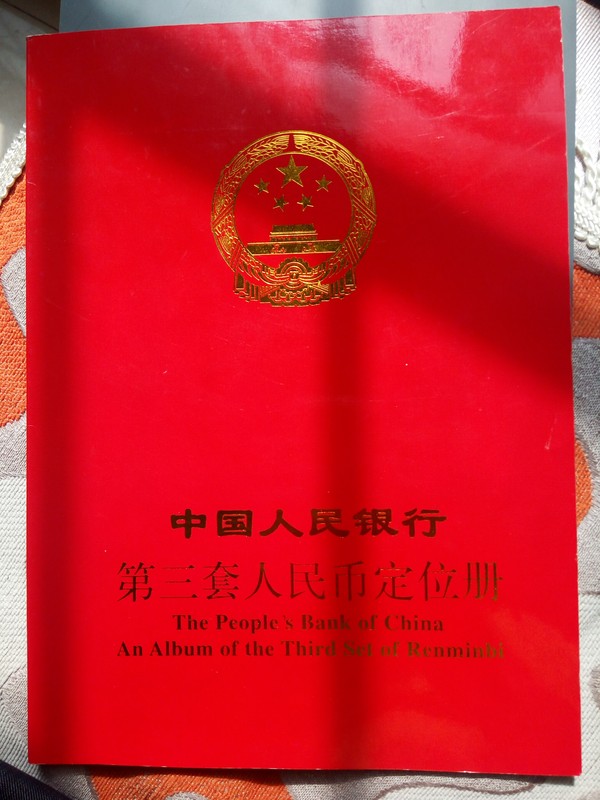 中国人民银行
第三套人民币定位册
The People's Bank of China
An Album of the Third Set of Renminbi